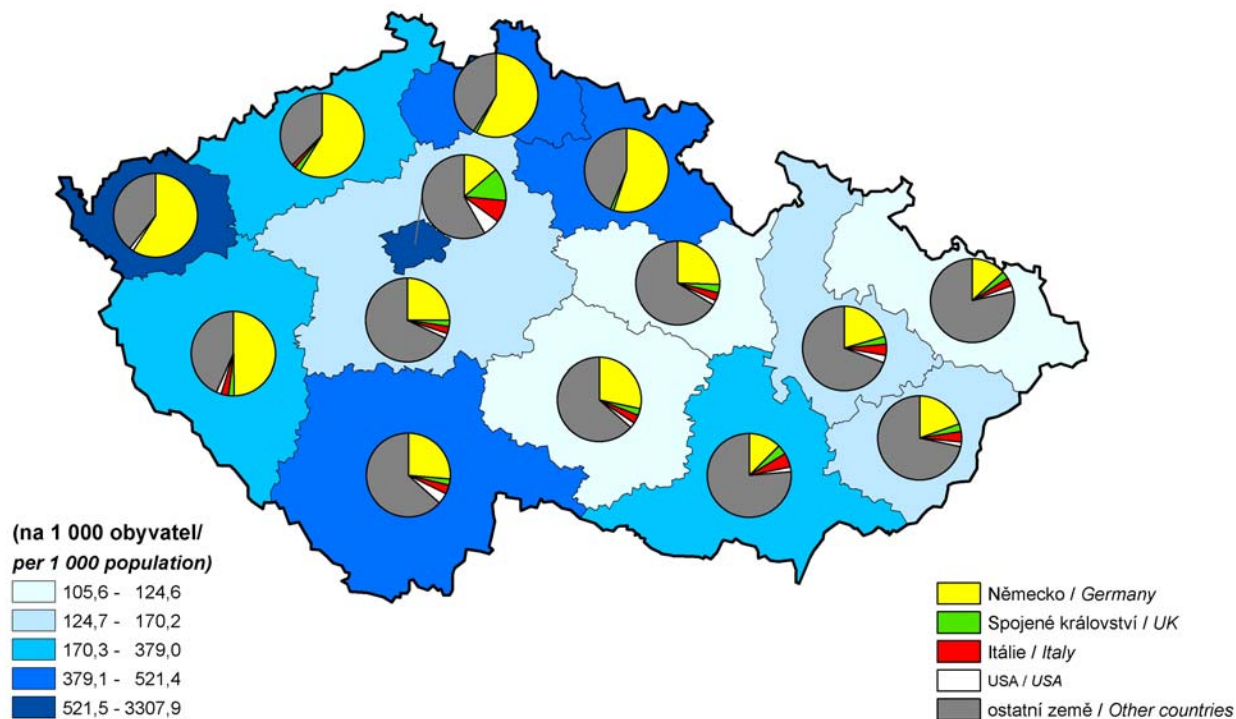 (na 1 000 obyvatel/
per 1 000 population)
105,6 - 124,6
124,7 - 170,2
170,3 - 379,0
379,1 - 521,4
521,5 - 3307,9
Německo / Germany
Spojené království / UK
Itálie / Italy
USA / USA
ostatní země / Other countries